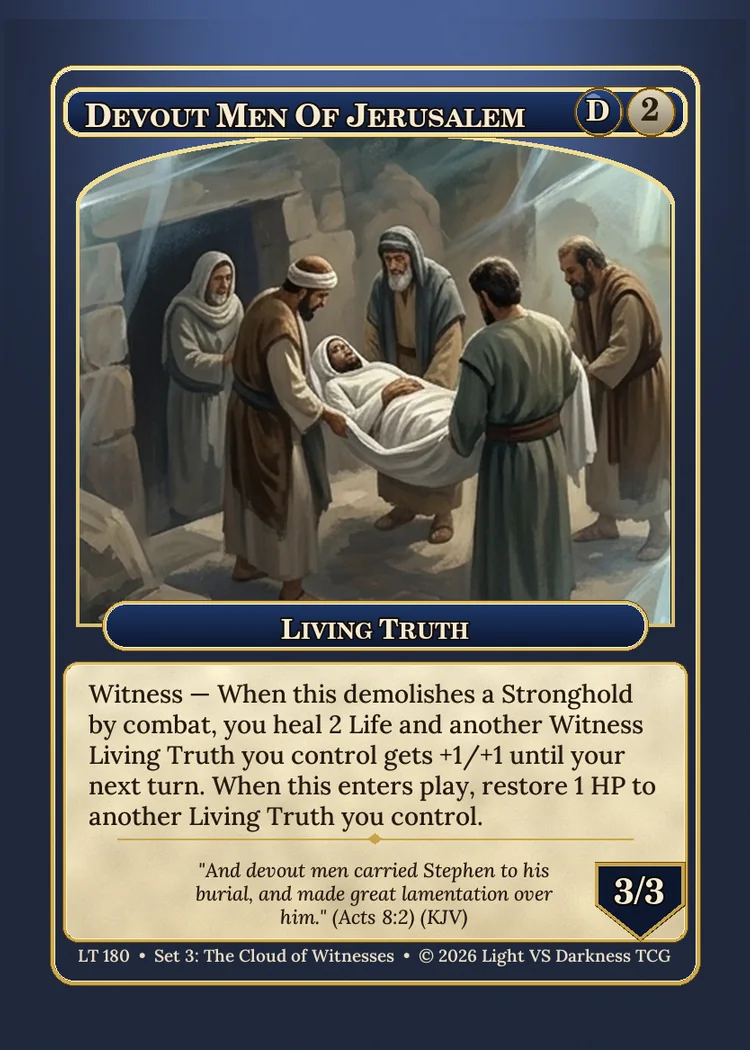 Devout Men Of Jerusalem D 2
Living Truth
Witness — When this demolishes a Stronghold
by combat, you heal 2 Life and another Witness
Living Truth you control gets +1/+1 until your
next turn. When this enters play, restore 1 HP to
another Living Truth you control.
"And devout men carried Stephen to his
burial, and made great lamentation over
him." (Acts 8:2) (KJV)
3/3
LT 180 • Set 3: The Cloud of Witnesses • © 2026 Light VS Darkness TCG